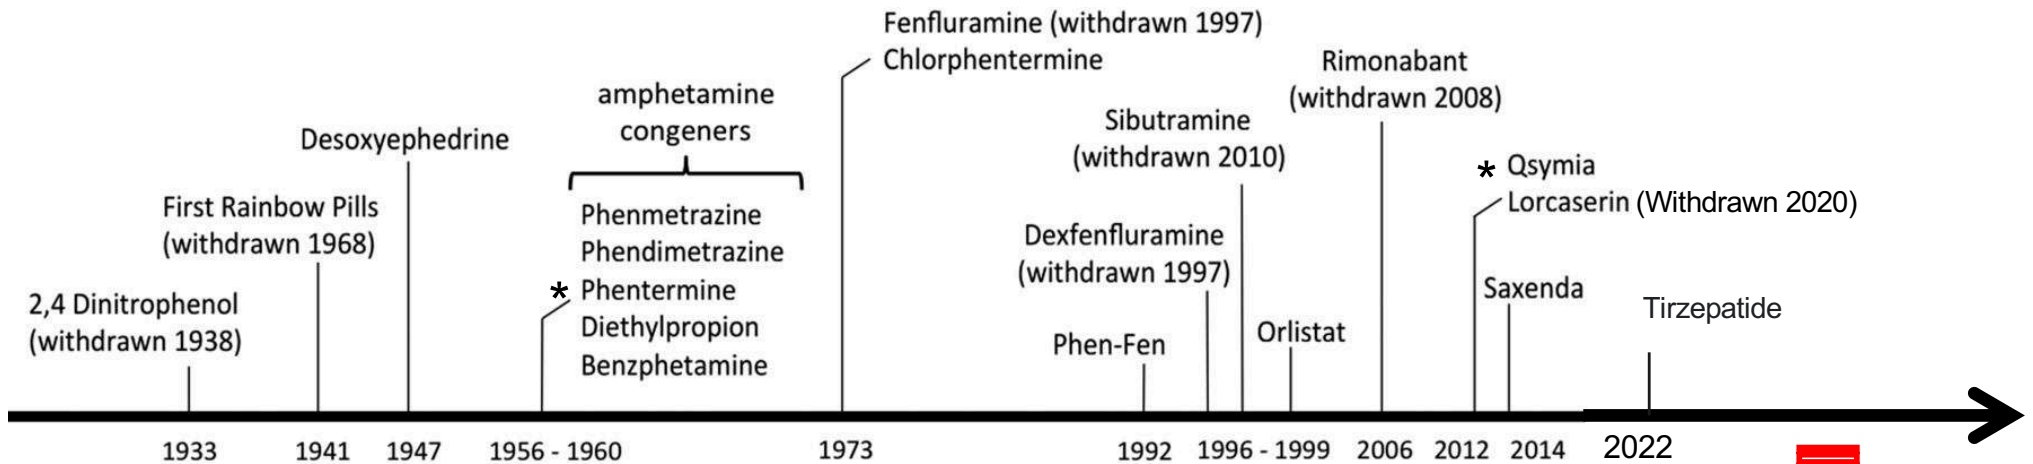 2,4 Dinitrophenol
(withdrawn 1938)
First Rainbow Pills
(withdrawn 1968)
Desoxyephedrine
amphetamine
congeners
Phenmetrazine
Phendimetrazine
* Phentermine
Diethylpropion
Benzphetamine
Fenfluramine (withdrawn 1997)
Chlorphentermine
Phen-Fen
Dexfenfluramine
(withdrawn 1997)
Sibutramine
(withdrawn 2010)
Orlistat
Rimonabant
(withdrawn 2008)
* Qsymia
Lorcaserin (Withdrawn 2020)
Saxenda
Tirzepatide
1933 1941 1947 1956 - 1960 1973 1992 1996 - 1999 2006 2012 2014 2022